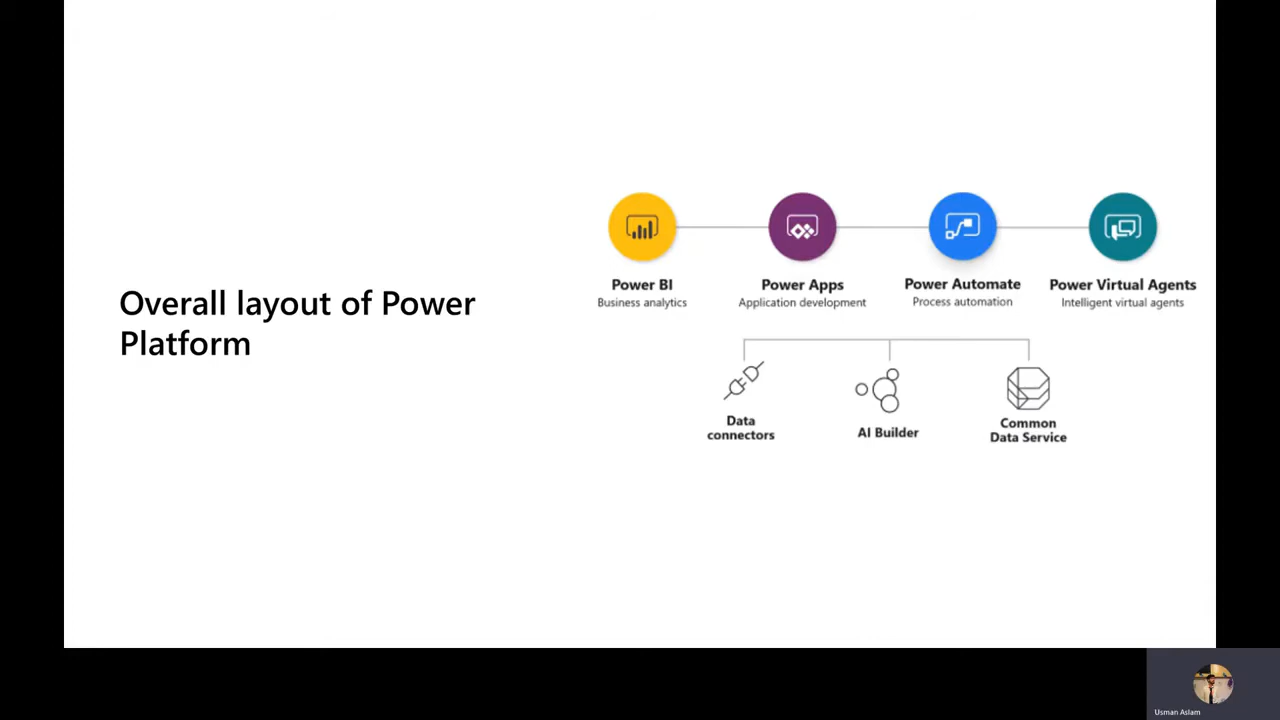 Overall layout of Power
Platform
Power BI
Business analytics
Power Apps
Application development
Power Automate
Process automation
Power Virtual Agents
Intelligent virtual agents
Data
connectors
AI Builder
Common
Data Service
Usman Aslam